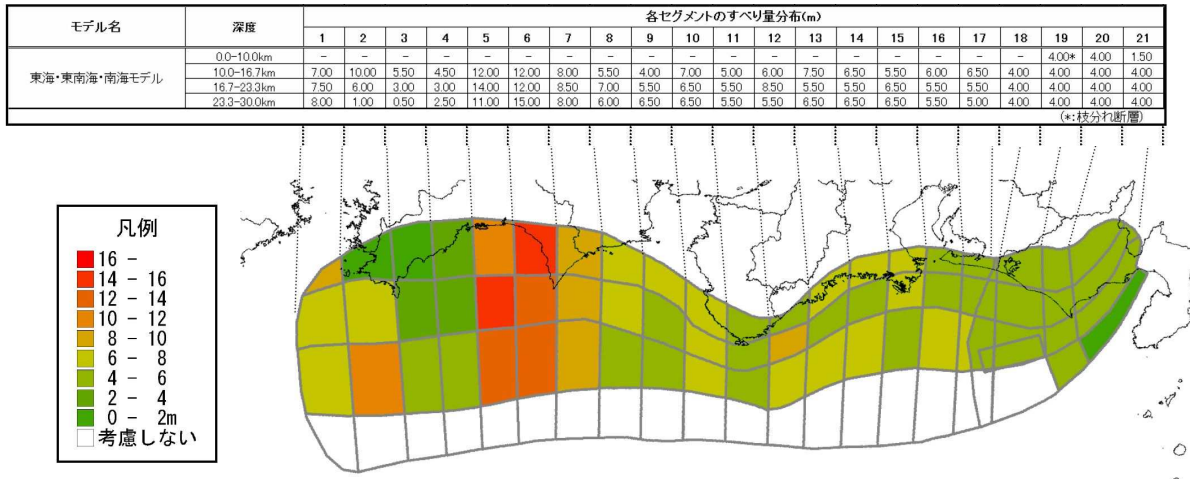 モデル名 深度 各セグメントのすべり量分布(m)
1 2 3 4 5 6 7 8 9 10 11 12 13 14 15 16 17 18 19 20 21
東海・東南海・南海モデル
0.0-10.0km - - - - - - - - - - - - - - - - - - 4.00* 4.00 1.50
10.0-16.7km 7.00 10.00 5.50 4.50 12.00 12.00 8.00 5.50 4.00 7.00 5.00 6.00 7.50 6.50 5.50 6.00 6.50 4.00 4.00 4.00 4.00
16.7-23.3km 7.50 6.00 3.00 3.00 14.00 12.00 8.50 7.00 5.50 6.50 5.50 8.50 5.50 5.50 6.50 5.50 5.50 4.00 4.00 4.00 4.00
23.3-30.0km 8.00 1.00 0.50 2.50 11.00 15.00 8.00 6.00 6.50 6.50 5.50 5.50 6.50 6.50 6.50 5.50 5.00 4.00 4.00 4.00 4.00
(*:枝分れ断層)
凡例
16 -
14 - 16
12 - 14
10 - 12
8 - 10
6 - 8
4 - 6
2 - 4
0 - 2m
考慮しない